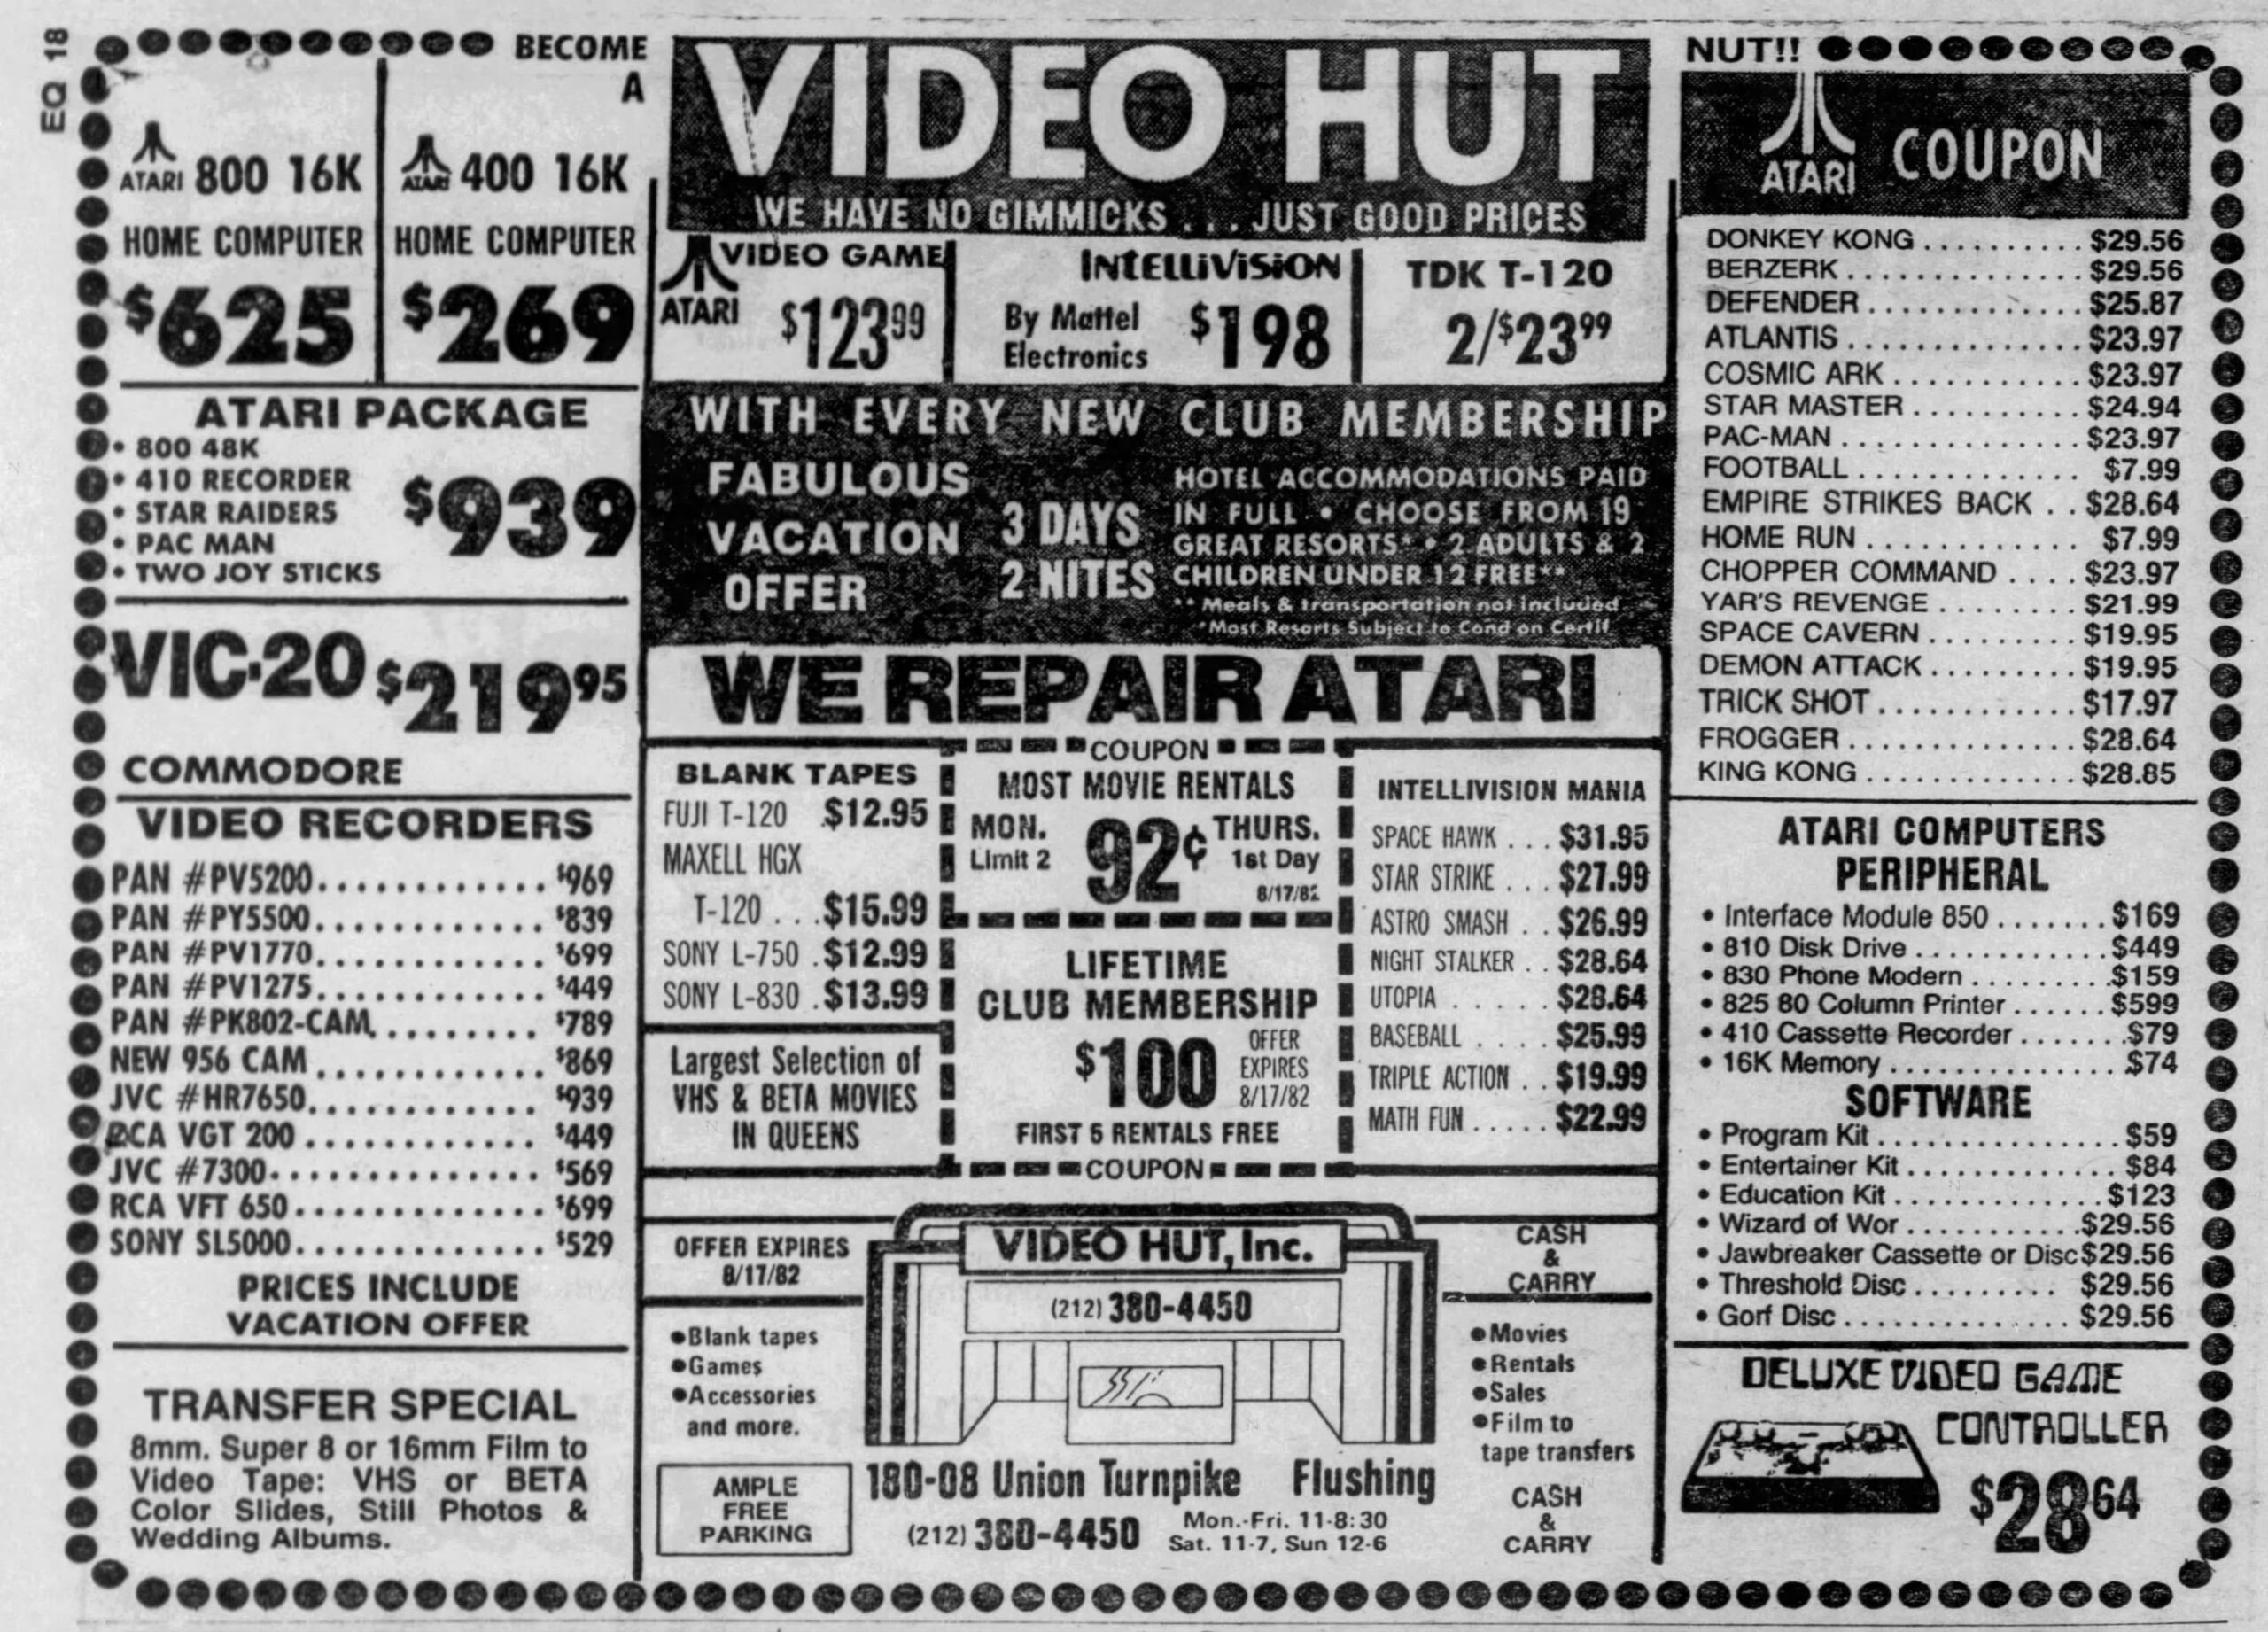 EQ 18
BECOME
A
VIDEO HUT
NUT!!
WE HAVE NO GIMMICKS . . . JUST GOOD PRICES
ATARI 800 16K
HOME COMPUTER
$625
ATARI 400 16K
HOME COMPUTER
$269
ATARI PACKAGE
• 800 48K
• 410 RECORDER
• STAR RAIDERS
• PAC MAN
• TWO JOY STICKS
$939
VIC-20 $219.95
COMMODORE
VIDEO RECORDERS
PAN #PV5200............ $969
PAN #PY5500............ $839
PAN #PV1770............ $699
PAN #PV1275............ $449
PAN #PK802-CAM......... $789
NEW 956 CAM ............ $869
JVC #HR7650............ $939
RCA VGT 200 ............ $449
JVC #7300.............. $569
RCA VFT 650............. $699
SONY SL5000............. $529
PRICES INCLUDE
VACATION OFFER
TRANSFER SPECIAL
8mm. Super 8 or 16mm Film to
Video Tape: VHS or BETA
Color Slides, Still Photos &
Wedding Albums.
ATARI VIDEO GAME
$123.99
INTELLIVISION
By Mattel
Electronics
$198
TDK T-120
2/$23.99
WITH EVERY NEW CLUB MEMBERSHIP
FABULOUS
VACATION
OFFER
3 DAYS
2 NITES
HOTEL ACCOMMODATIONS PAID
IN FULL • CHOOSE FROM 19
GREAT RESORTS* • 2 ADULTS & 2
CHILDREN UNDER 12 FREE**
** Meals & transportation not included
*Most Resorts Subject to Cond on Certif
WE REPAIR ATARI
BLANK TAPES
FUJI T-120 $12.95
MAXELL HGX
T-120 ... $15.99
SONY L-750 . $12.99
SONY L-830 . $13.99
Largest Selection of
VHS & BETA MOVIES
IN QUEENS
COUPON
MOST MOVIE RENTALS
MON.
Limit 2
92¢
THURS.
1st Day
8/17/82
LIFETIME
CLUB MEMBERSHIP
$100
OFFER
EXPIRES
8/17/82
FIRST 5 RENTALS FREE
COUPON
INTELLIVISION MANIA
SPACE HAWK ... $31.95
STAR STRIKE ... $27.99
ASTRO SMASH .. $26.99
NIGHT STALKER .. $28.64
UTOPIA ..... $28.64
BASEBALL .... $25.99
TRIPLE ACTION .. $19.99
MATH FUN ..... $22.99
OFFER EXPIRES
8/17/82
•Blank tapes
•Games
•Accessories
and more.
AMPLE
FREE
PARKING
VIDEO HUT, Inc.
(212) 380-4450
180-08 Union Turnpike Flushing
(212) 380-4450
Mon.-Fri. 11-8:30
Sat. 11-7, Sun 12-6
CASH
&
CARRY
•Movies
•Rentals
•Sales
•Film to
tape transfers
CASH
&
CARRY
ATARI COUPON
DONKEY KONG .......... $29.56
BERZERK ............... $29.56
DEFENDER .............. $25.87
ATLANTIS ............... $23.97
COSMIC ARK ............ $23.97
STAR MASTER ........... $24.94
PAC-MAN ............... $23.97
FOOTBALL .............. $7.99
EMPIRE STRIKES BACK .. $28.64
HOME RUN .............. $7.99
CHOPPER COMMAND .... $23.97
YAR'S REVENGE ......... $21.99
SPACE CAVERN .......... $19.95
DEMON ATTACK ......... $19.95
TRICK SHOT ............. $17.97
FROGGER ............... $28.64
KING KONG ............. $28.85
ATARI COMPUTERS
PERIPHERAL
• Interface Module 850 ....... $169
• 810 Disk Drive ............. $449
• 830 Phone Modern ......... $159
• 825 80 Column Printer ...... $599
• 410 Cassette Recorder ....... $79
• 16K Memory ............... $74
SOFTWARE
• Program Kit ................ $59
• Entertainer Kit .............. $84
• Education Kit .............. $123
• Wizard of Wor ........... $29.56
• Jawbreaker Cassette or Disc $29.56
• Threshold Disc ......... $29.56
• Gorf Disc ............... $29.56
DELUXE VIDEO GAME
CONTROLLER
$28.64